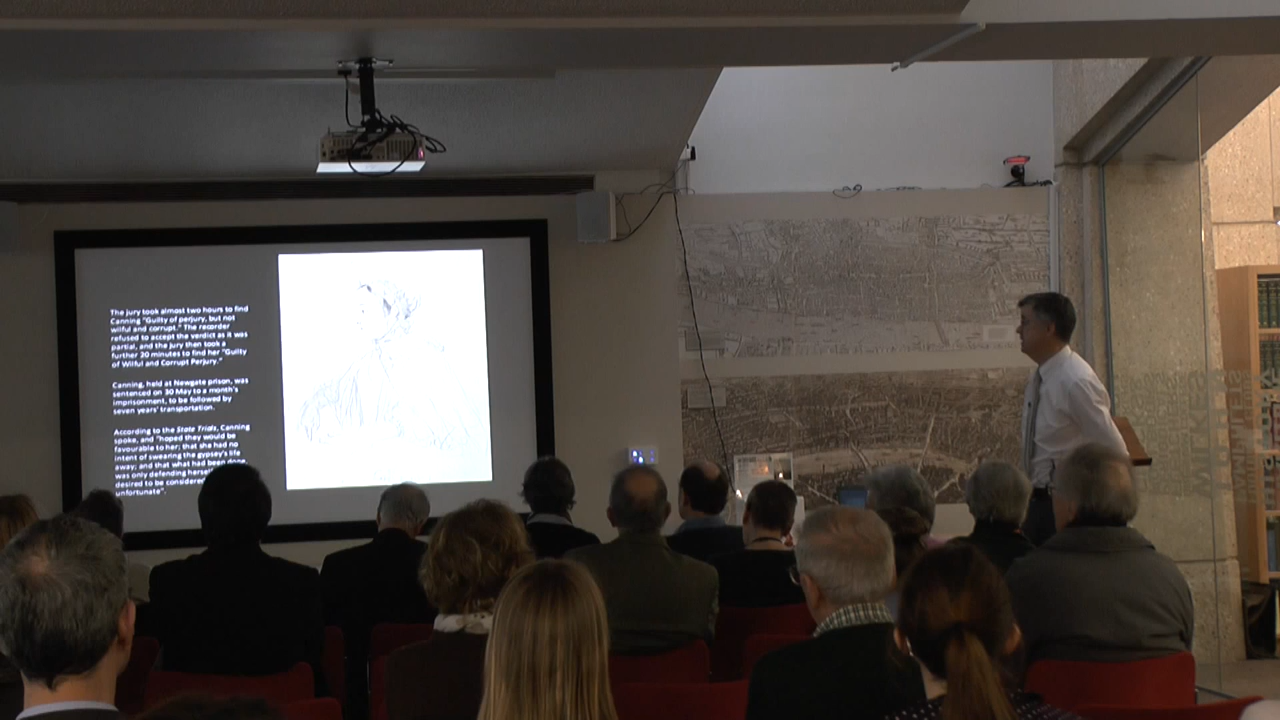 The jury took almost two hours to find
Canning "Guilty of perjury, but not
wilful and corrupt." The recorder
refused to accept the verdict as it was
partial, and the jury then took a
further 20 minutes to find her "Guilty
of Wilful and Corrupt Perjury."
Canning, held at Newgate prison, was
sentenced on 30 May to a month's
imprisonment, to be followed by
seven years' transportation.
According to the State Trials, Canning
spoke, and "hoped they would be
favourable to her; that she had no
intent of swearing the gypsy's life
away; and that what had been
was only defending
desired to be considered
unfortunate".